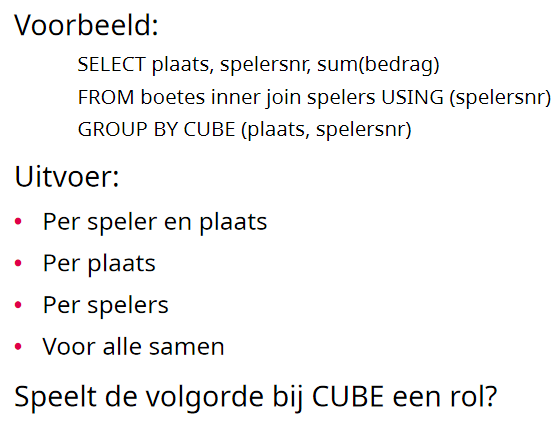 Voorbeeld:
SELECT plaats, spelersnr, sum(bedrag)
FROM boetes inner join spelers USING (spelersnr)
GROUP BY CUBE (plaats, spelersnr)
Uitvoer:
• Per speler en plaats
• Per plaats
• Per spelers
• Voor alle samen
Speelt de volgorde bij CUBE een rol?